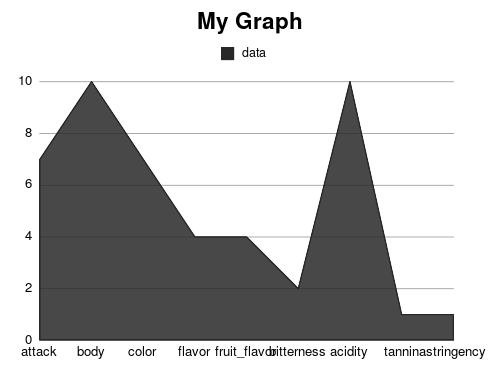 My Graph
data
10
8
6
4
2
0
attack body color flavor fruit_flavor bitterness acidity tannin astringency